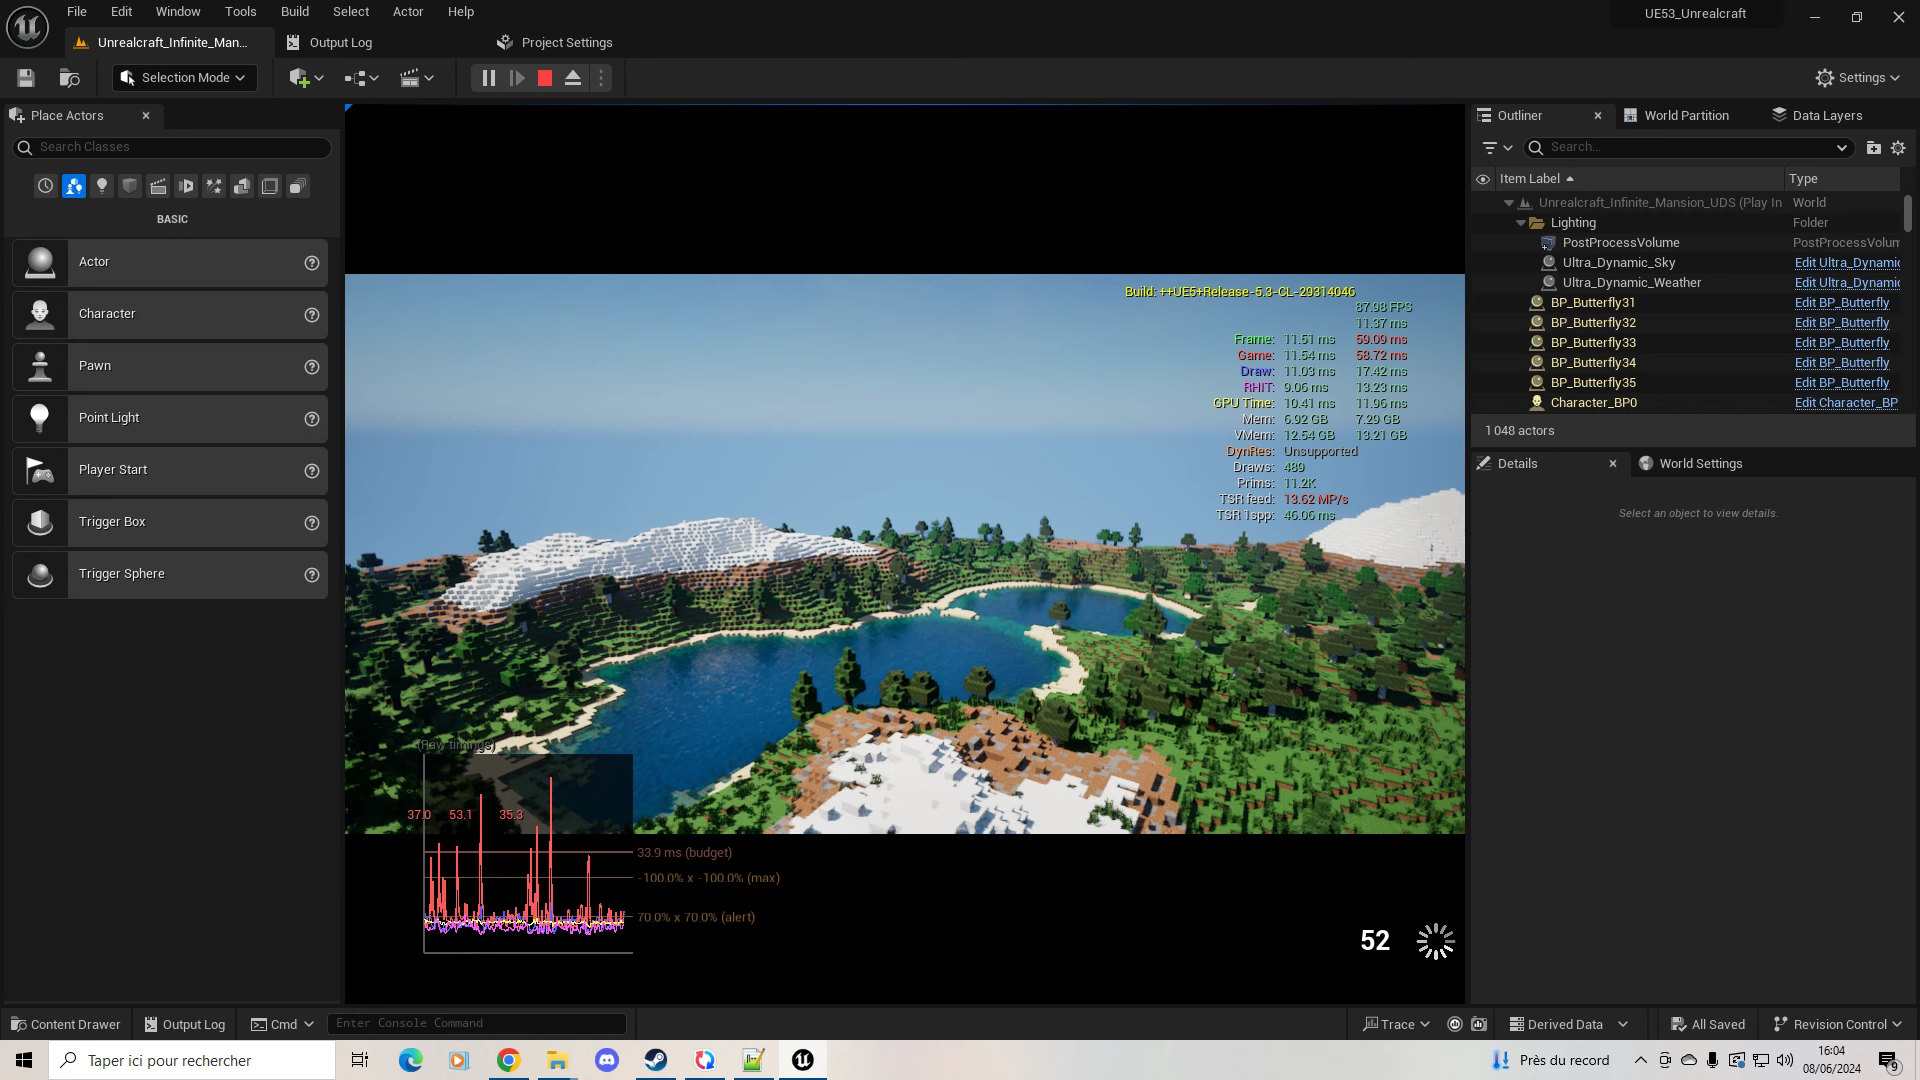 File Edit Window Tools Build Select Actor Help
UE53_Unrealcraft
Unrealcraft_Infinite_Man...
Output Log
Project Settings
Selection Mode
Settings
Place Actors
Search Classes
BASIC
Actor
Character
Pawn
Point Light
Player Start
Trigger Box
Trigger Sphere
Build: ++UE5+Release-5.3-CL-29314046
87.98 FPS
11.37 ms
Frame: 11.51 ms 59.09 ms
Game: 11.54 ms 58.72 ms
Draw: 11.03 ms 17.42 ms
RHIT: 9.06 ms 13.23 ms
GPU Time: 10.41 ms 11.96 ms
Mem: 6.92 GB 7.29 GB
VMem: 12.54 GB 13.21 GB
DynRes: Unsupported
Draws: 489
Prims: 11.2K
TSR feed: 13.62 MP/s
TSR 1spp: 46.06 ms
(Raw timings)
37.0 53.1 35.3
33.9 ms (budget)
-100.0% x -100.0% (max)
70.0% x 70.0% (alert)
52
Outliner
World Partition
Data Layers
Search...
Item Label
Type
Unrealcraft_Infinite_Mansion_UDS (Play In World
Lighting Folder
PostProcessVolume PostProcessVolum
Ultra_Dynamic_Sky Edit Ultra_Dynamic
Ultra_Dynamic_Weather Edit Ultra_Dynamic
BP_Butterfly31 Edit BP_Butterfly
BP_Butterfly32 Edit BP_Butterfly
BP_Butterfly33 Edit BP_Butterfly
BP_Butterfly34 Edit BP_Butterfly
BP_Butterfly35 Edit BP_Butterfly
Character_BP0 Edit Character_BP
1 048 actors
Details
World Settings
Select an object to view details.
Content Drawer
Output Log
Cmd
Enter Console Command
Trace
Derived Data
All Saved
Revision Control
Taper ici pour rechercher
Près du record
16:04
08/06/2024
9